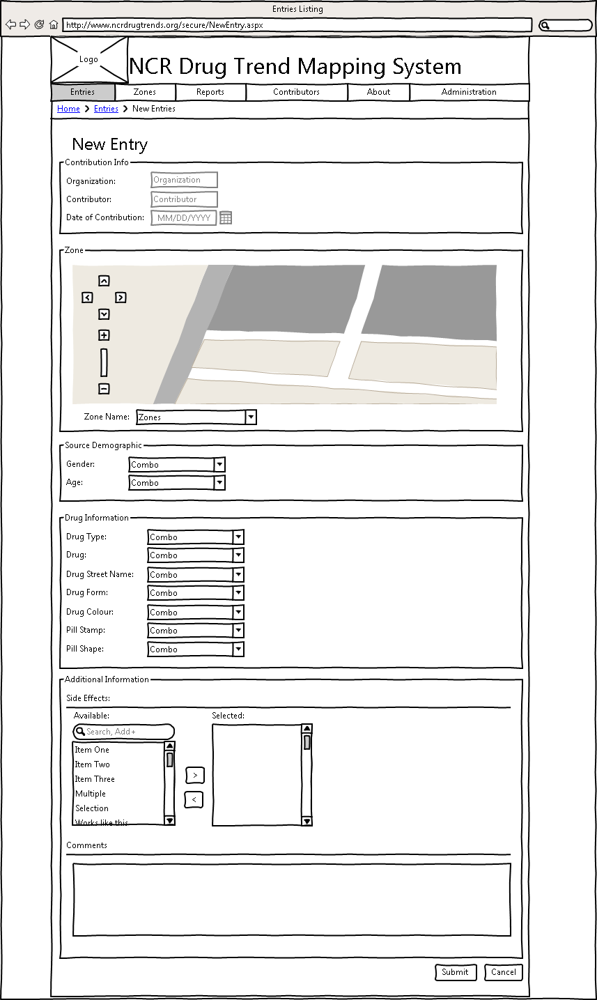 Entries Listing
http://www.ncrdrugtrends.org/secure/NewEntry.aspx
Logo
NCR Drug Trend Mapping System
Entries Zones Reports Contributors About Administration
Home > Entries > New Entries
New Entry
Contribution Info
Organization: Organization
Contributor: Contributor
Date of Contribution: MM/DD/YYYY
Zone
Zone Name: Zones
Source Demographic
Gender: Combo
Age: Combo
Drug Information
Drug Type: Combo
Drug: Combo
Drug Street Name: Combo
Drug Form: Combo
Drug Colour: Combo
Pill Stamp: Combo
Pill Shape: Combo
Additional Information
Side Effects:
Available: Selected:
Search, Add+
Item One
Item Two
Item Three
Multiple
Selection
Works like this
>
<
Comments
Submit Cancel